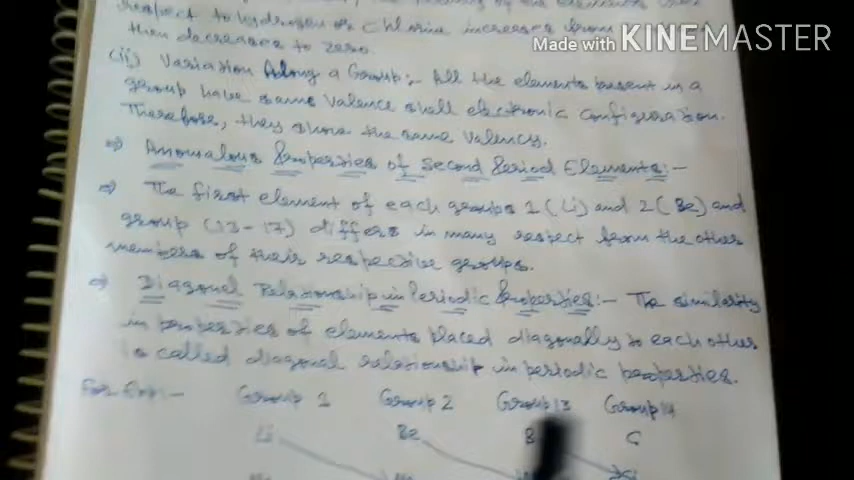 respect to hydrogen or chlorine increases from
then decreases to zero.
Made with KINEMASTER
(ii) Variation Along a Group:- All the elements present in a
group have same valence shell electronic configuration.
Therefore, they show the same valency.
⇒ Anomalous Properties of Second Period Elements:-
⇒ The first element of each groups 1 (Li) and 2 (Be) and
group (13-17) differs in many respect from the other
members of their respective groups.
⇒ Diagonal Relationship in Periodic Properties:- The similarity
in properties of elements placed diagonally to each other
is called diagonal relationship in periodic properties.
For Exp:- Group 1 Group 2 Group 13 Group 14
Li Be B C
Si